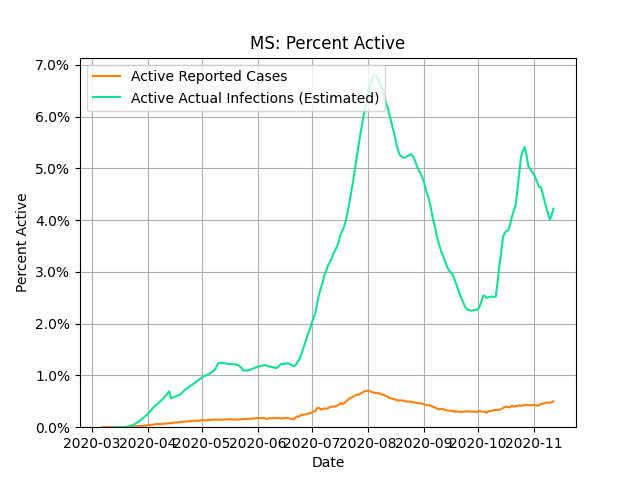 MS: Percent Active
Active Reported Cases
Active Actual Infections (Estimated)
7.0%
6.0%
5.0%
4.0%
3.0%
2.0%
1.0%
0.0%
Percent Active
2020-03 2020-04 2020-05 2020-06 2020-07 2020-08 2020-09 2020-10 2020-11
Date